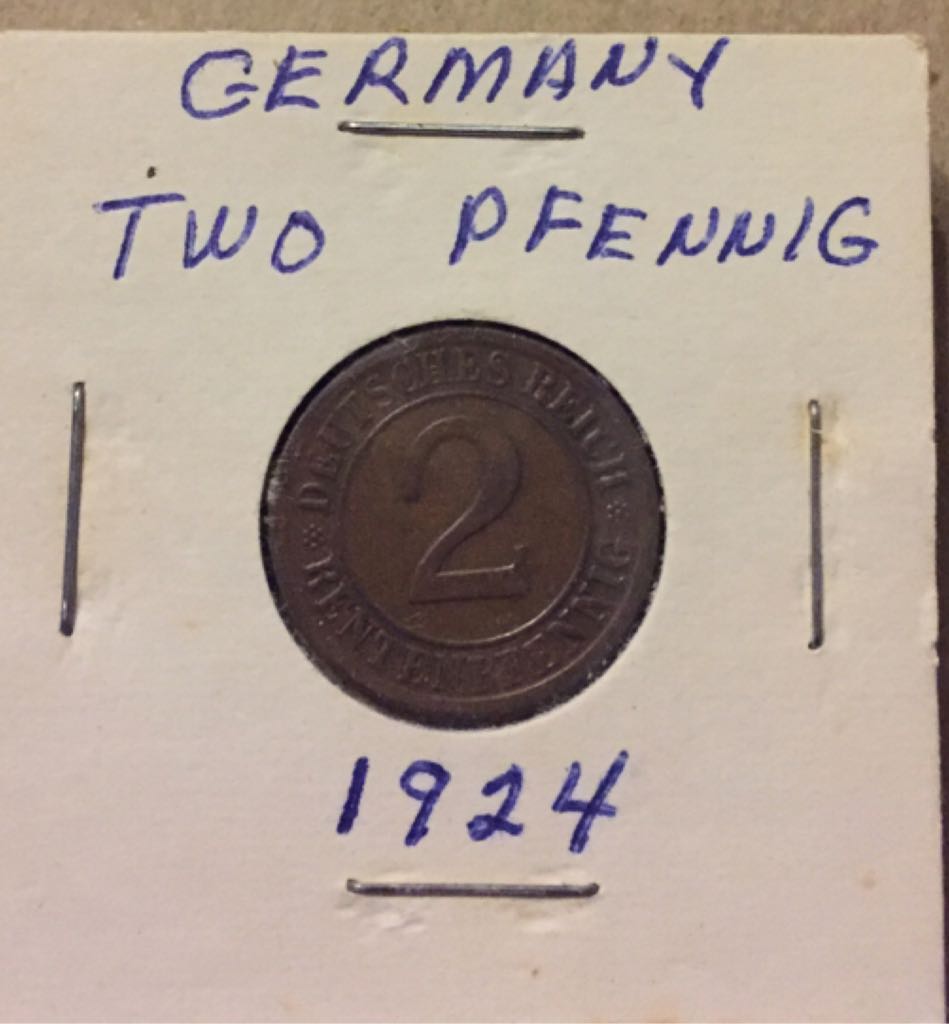 GERMANY
TWO PFENNIG
DEUTSCHES REICH
2
* RENTENPFENNIG *
1924